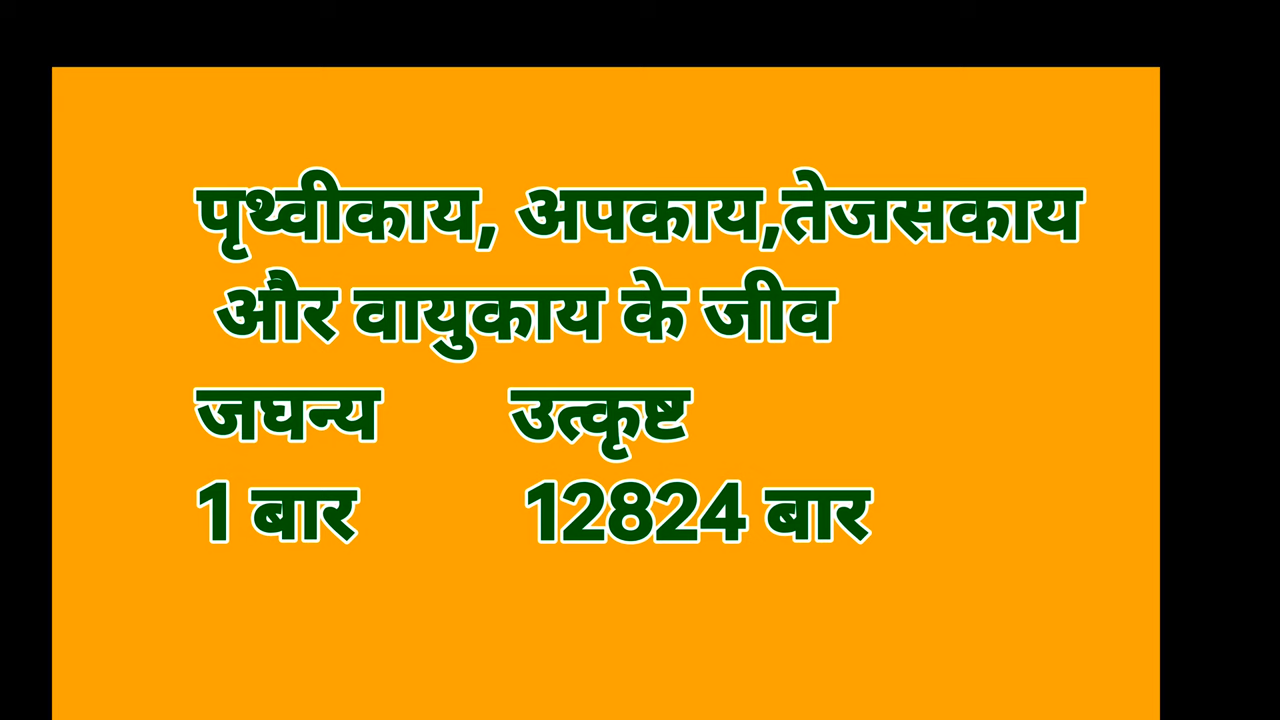 पृथ्वीकाय, अपकाय,तेजसकाय
और वायुकाय के जीव
जघन्य उत्कृष्ट
1 बार 12824 बार